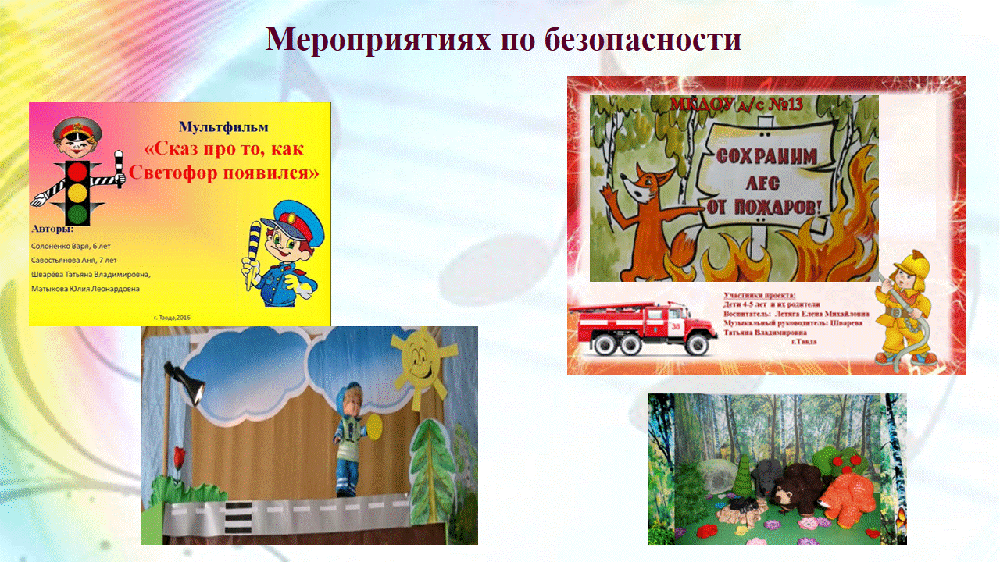 Мероприятиях по безопасности
Мультфильм
«Сказ про то, как
Светофор появился»
Авторы:
Солоненко Варя, 6 лет
Савостьянова Аня, 7 лет
Шварёва Татьяна Владимировна,
Матыкова Юлия Леонардовна
г. Тавда,2016
МКДОУ д/с №13
СОХРАНИМ
ЛЕС
ОТ ПОЖАРОВ!
38
Участники проекта:
Дети 4-5 лет и их родители
Воспитатель: Летяга Елена Михайловна
Музыкальный руководитель: Шварева
Татьяна Владимировна
г.Тавда